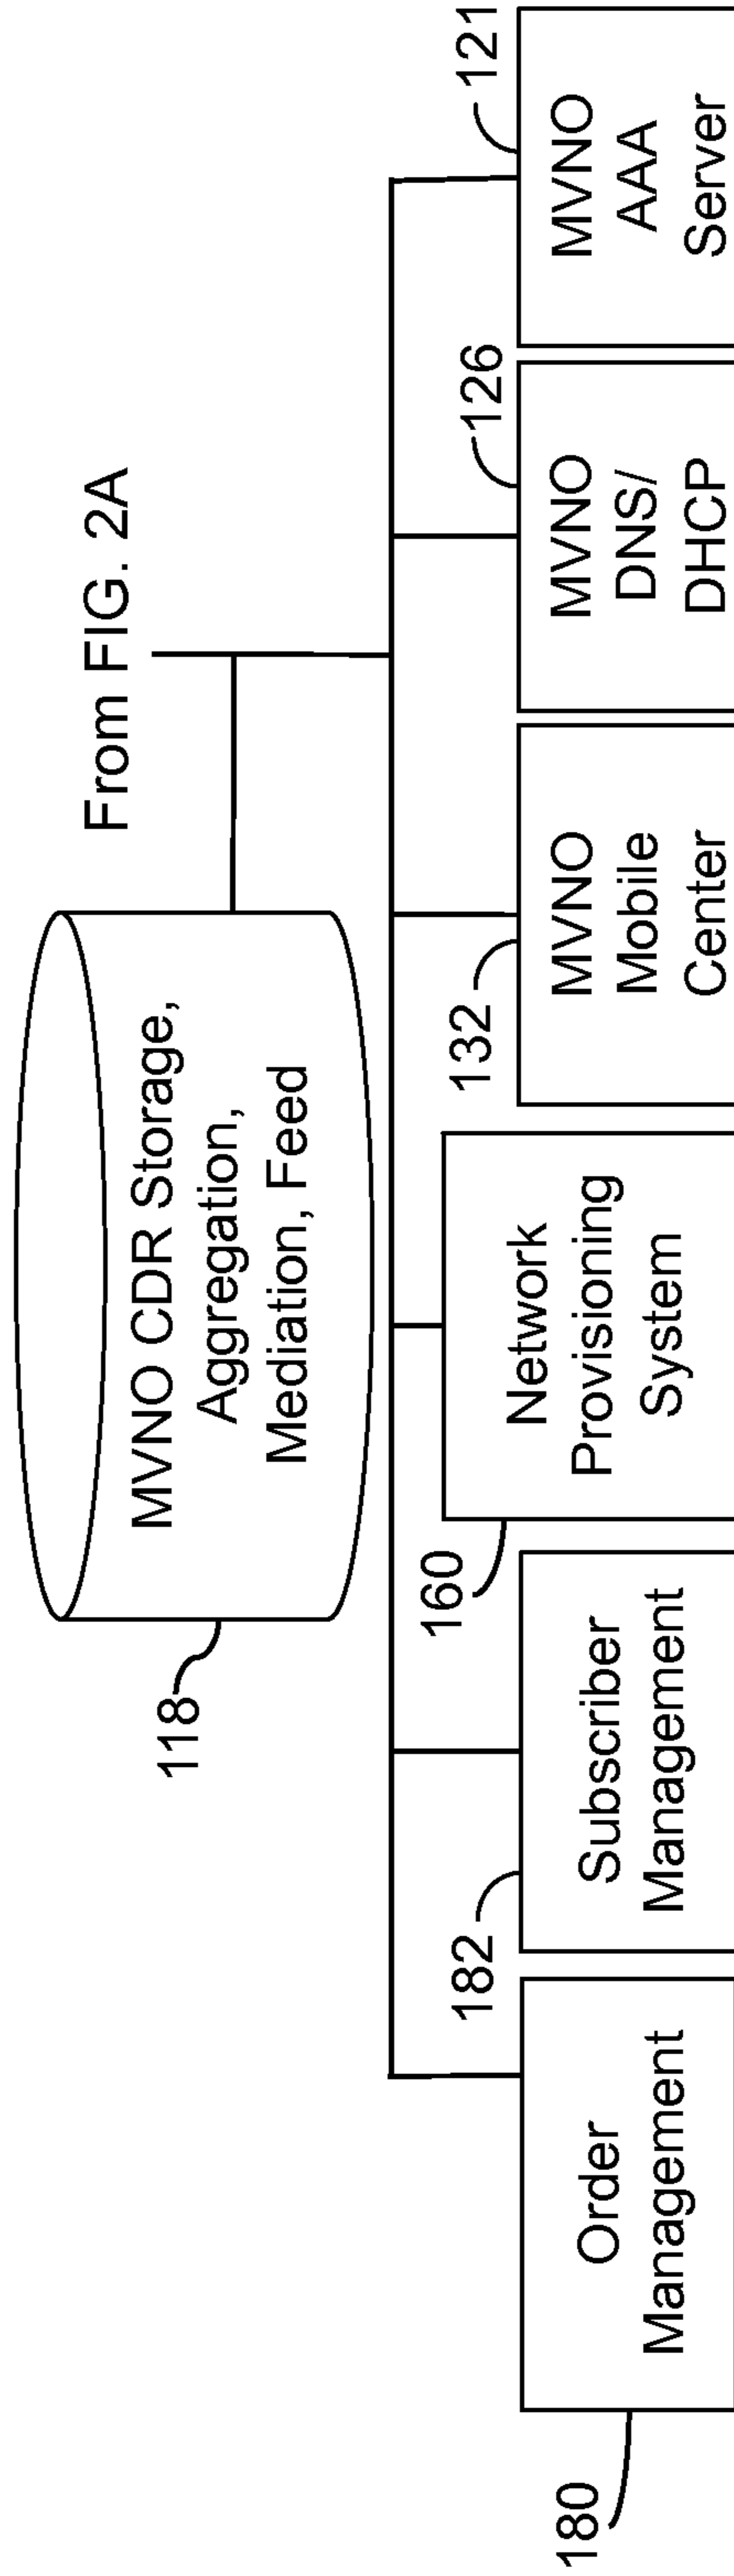 From FIG. 2A
MVNO CDR Storage,
Aggregation,
Mediation, Feed
118
180
Order
Management
182
Subscriber
Management
160
Network
Provisioning
System
132
MVNO
Mobile
Center
126
MVNO
DNS/
DHCP
121
MVNO
AAA
Server